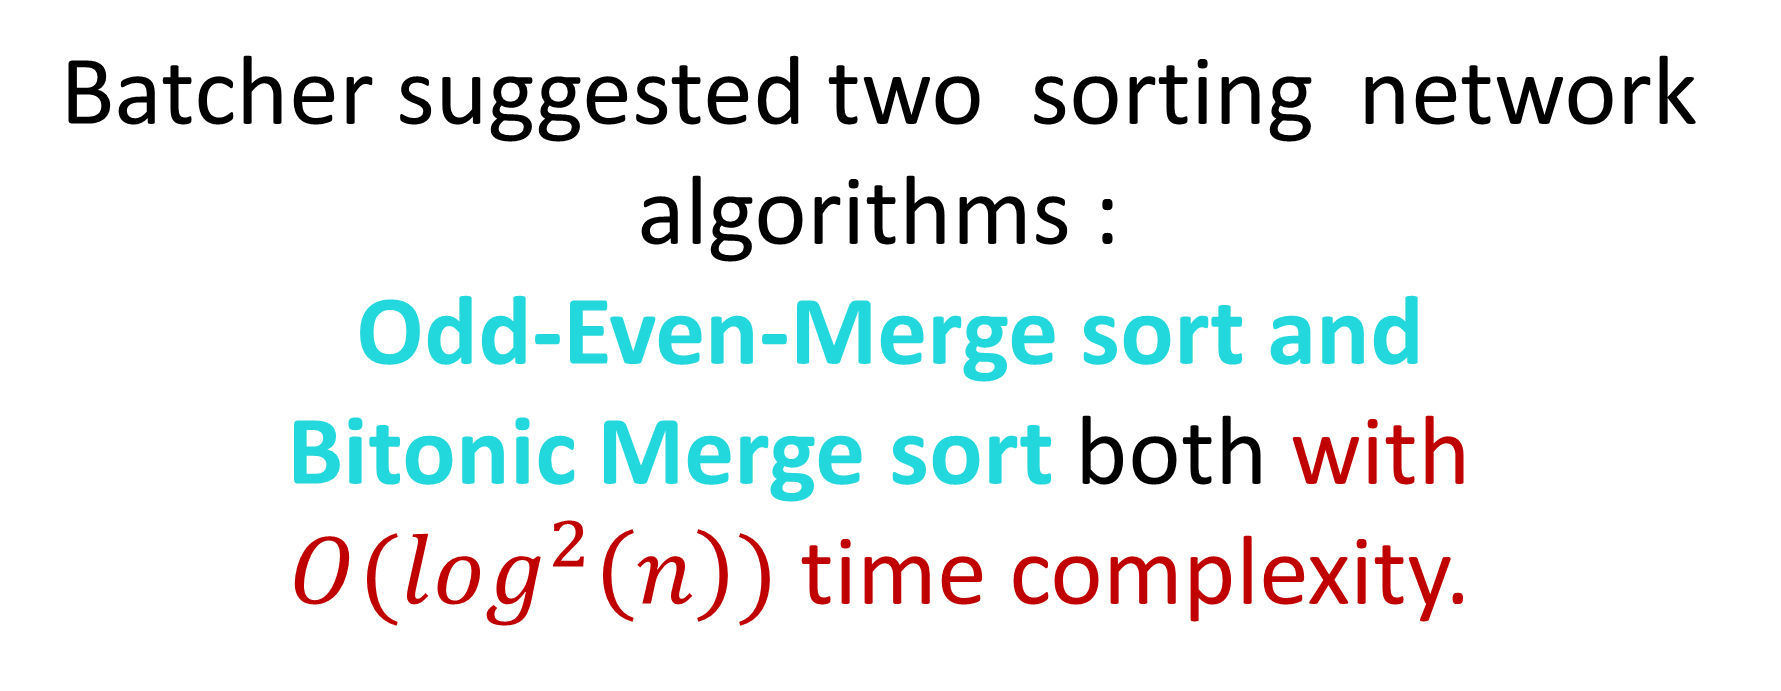 Batcher suggested two sorting network
algorithms :
Odd-Even-Merge sort and
Bitonic Merge sort both with
O(log²(n)) time complexity.